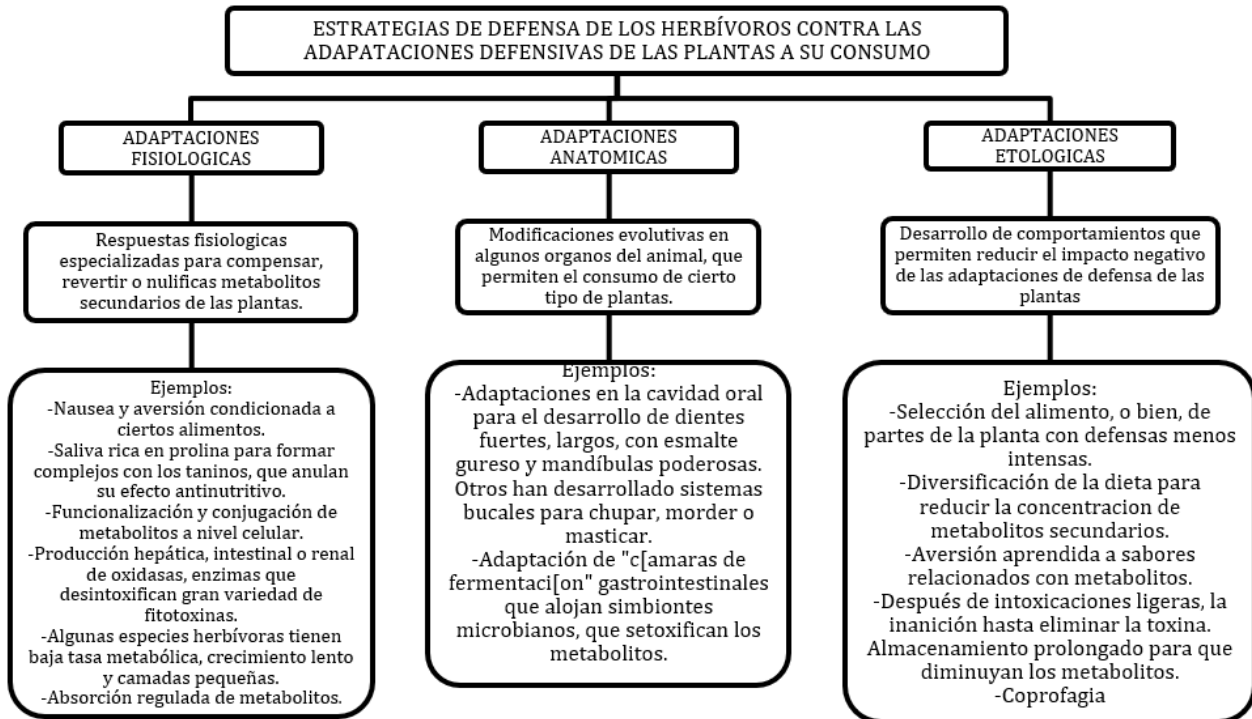 ESTRATEGIAS DE DEFENSA DE LOS HERBÍVOROS CONTRA LAS
ADAPATACIONES DEFENSIVAS DE LAS PLANTAS A SU CONSUMO
ADAPTACIONES
FISIOLOGICAS
Respuestas fisiologicas
especializadas para compensar,
revertir o nulificas metabolitos
secundarios de las plantas.
Ejemplos:
-Nausea y aversión condicionada a
ciertos alimentos.
-Saliva rica en prolina para formar
complejos con los taninos, que anulan
su efecto antinutritivo.
-Funcionalización y conjugación de
metabolitos a nivel celular.
-Producción hepática, intestinal o renal
de oxidasas, enzimas que
desintoxifican gran variedad de
fitotoxinas.
-Algunas especies herbívoras tienen
baja tasa metabólica, crecimiento lento
y camadas pequeñas.
-Absorción regulada de metabolitos.
ADAPTACIONES
ANATOMICAS
Modificaciones evolutivas en
algunos organos del animal, que
permiten el consumo de cierto
tipo de plantas.
Ejemplos:
-Adaptaciones en la cavidad oral
para el desarrollo de dientes
fuertes, largos, con esmalte
gureso y mandíbulas poderosas.
Otros han desarrollado sistemas
bucales para chupar, morder o
masticar.
-Adaptación de "c[amaras de
fermentaci[on" gastrointestinales
que alojan simbiontes
microbianos, que setoxifican los
metabolitos.
ADAPTACIONES
ETOLOGICAS
Desarrollo de comportamientos que
permiten reducir el impacto negativo
de las adaptaciones de defensa de las
plantas
Ejemplos:
-Selección del alimento, o bien, de
partes de la planta con defensas menos
intensas.
-Diversificación de la dieta para
reducir la concentracion de
metabolitos secundarios.
-Aversión aprendida a sabores
relacionados con metabolitos.
-Después de intoxicaciones ligeras, la
inanición hasta eliminar la toxina.
Almacenamiento prolongado para que
diminuyan los metabolitos.
-Coprofagia